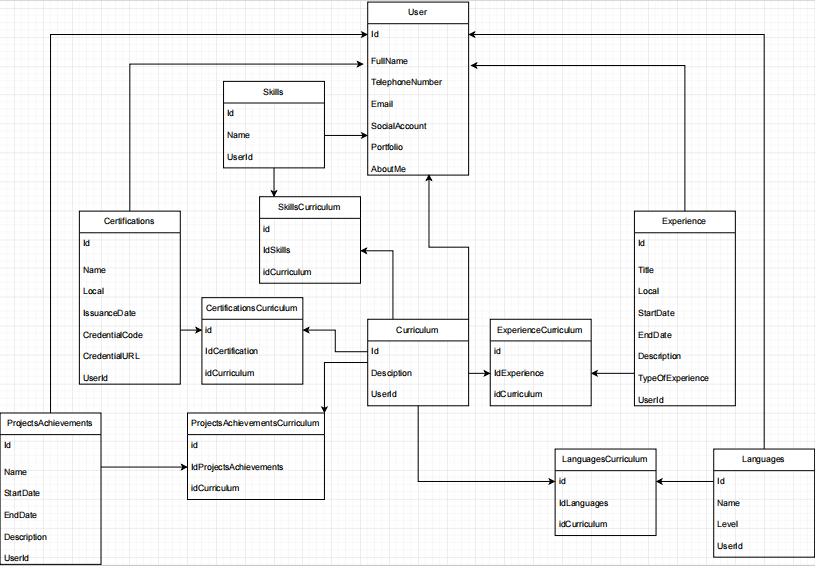 User
Id
FullName
TelephoneNumber
Email
SocialAccount
Portfolio
AboutMe
Skills
Id
Name
UserId
SkillsCurriculum
id
IdSkills
idCurriculum
Certifications
Id
Name
Local
IssuanceDate
CredentialCode
CredentialURL
UserId
Experience
Id
Title
Local
StartDate
EndDate
Description
TypeOfExperience
UserId
CertificationsCurriculum
id
IdCertification
idCurriculum
Curriculum
Id
Desciption
UserId
ExperienceCurriculum
id
IdExperience
idCurriculum
ProjectsAchievements
Id
Name
StartDate
EndDate
Description
UserId
ProjectsAchievementsCurriculum
id
IdProjectsAchievements
idCurriculum
LanguagesCurriculum
id
IdLanguages
idCurriculum
Languages
Id
Name
Level
UserId